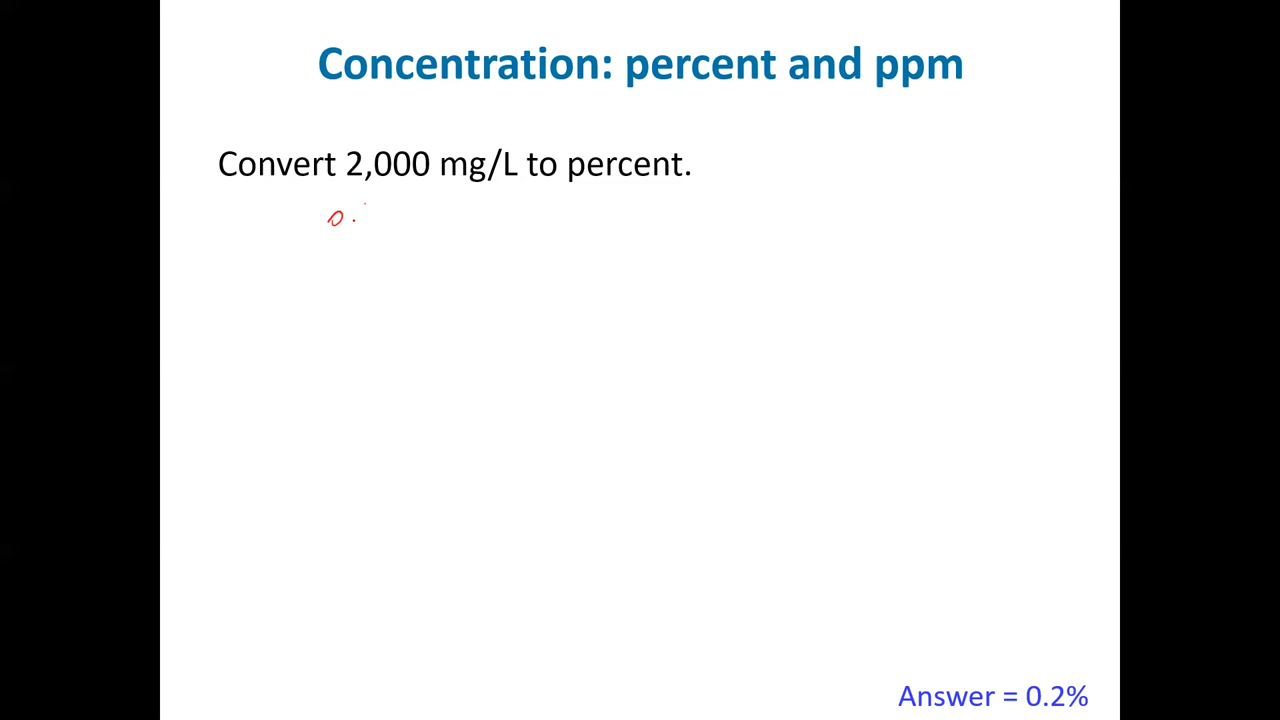 Concentration: percent and ppm
Convert 2,000 mg/L to percent.
0.
Answer = 0.2%